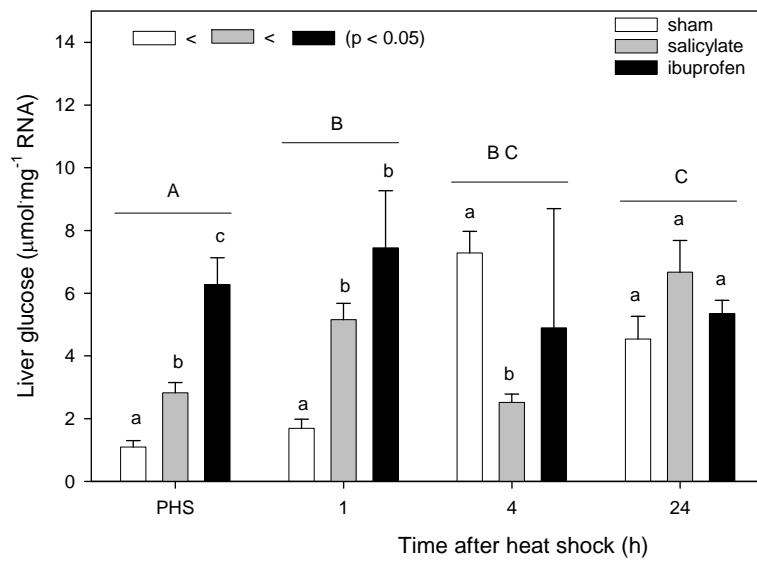 14
12
10
8
6
4
2
0
Liver glucose (μmol·mg⁻¹ RNA)
< < (p < 0.05)
sham
salicylate
ibuprofen
A
B
B C
C
a
b
c
a
b
b
a
b
a
a
a
PHS
1
4
24
Time after heat shock (h)